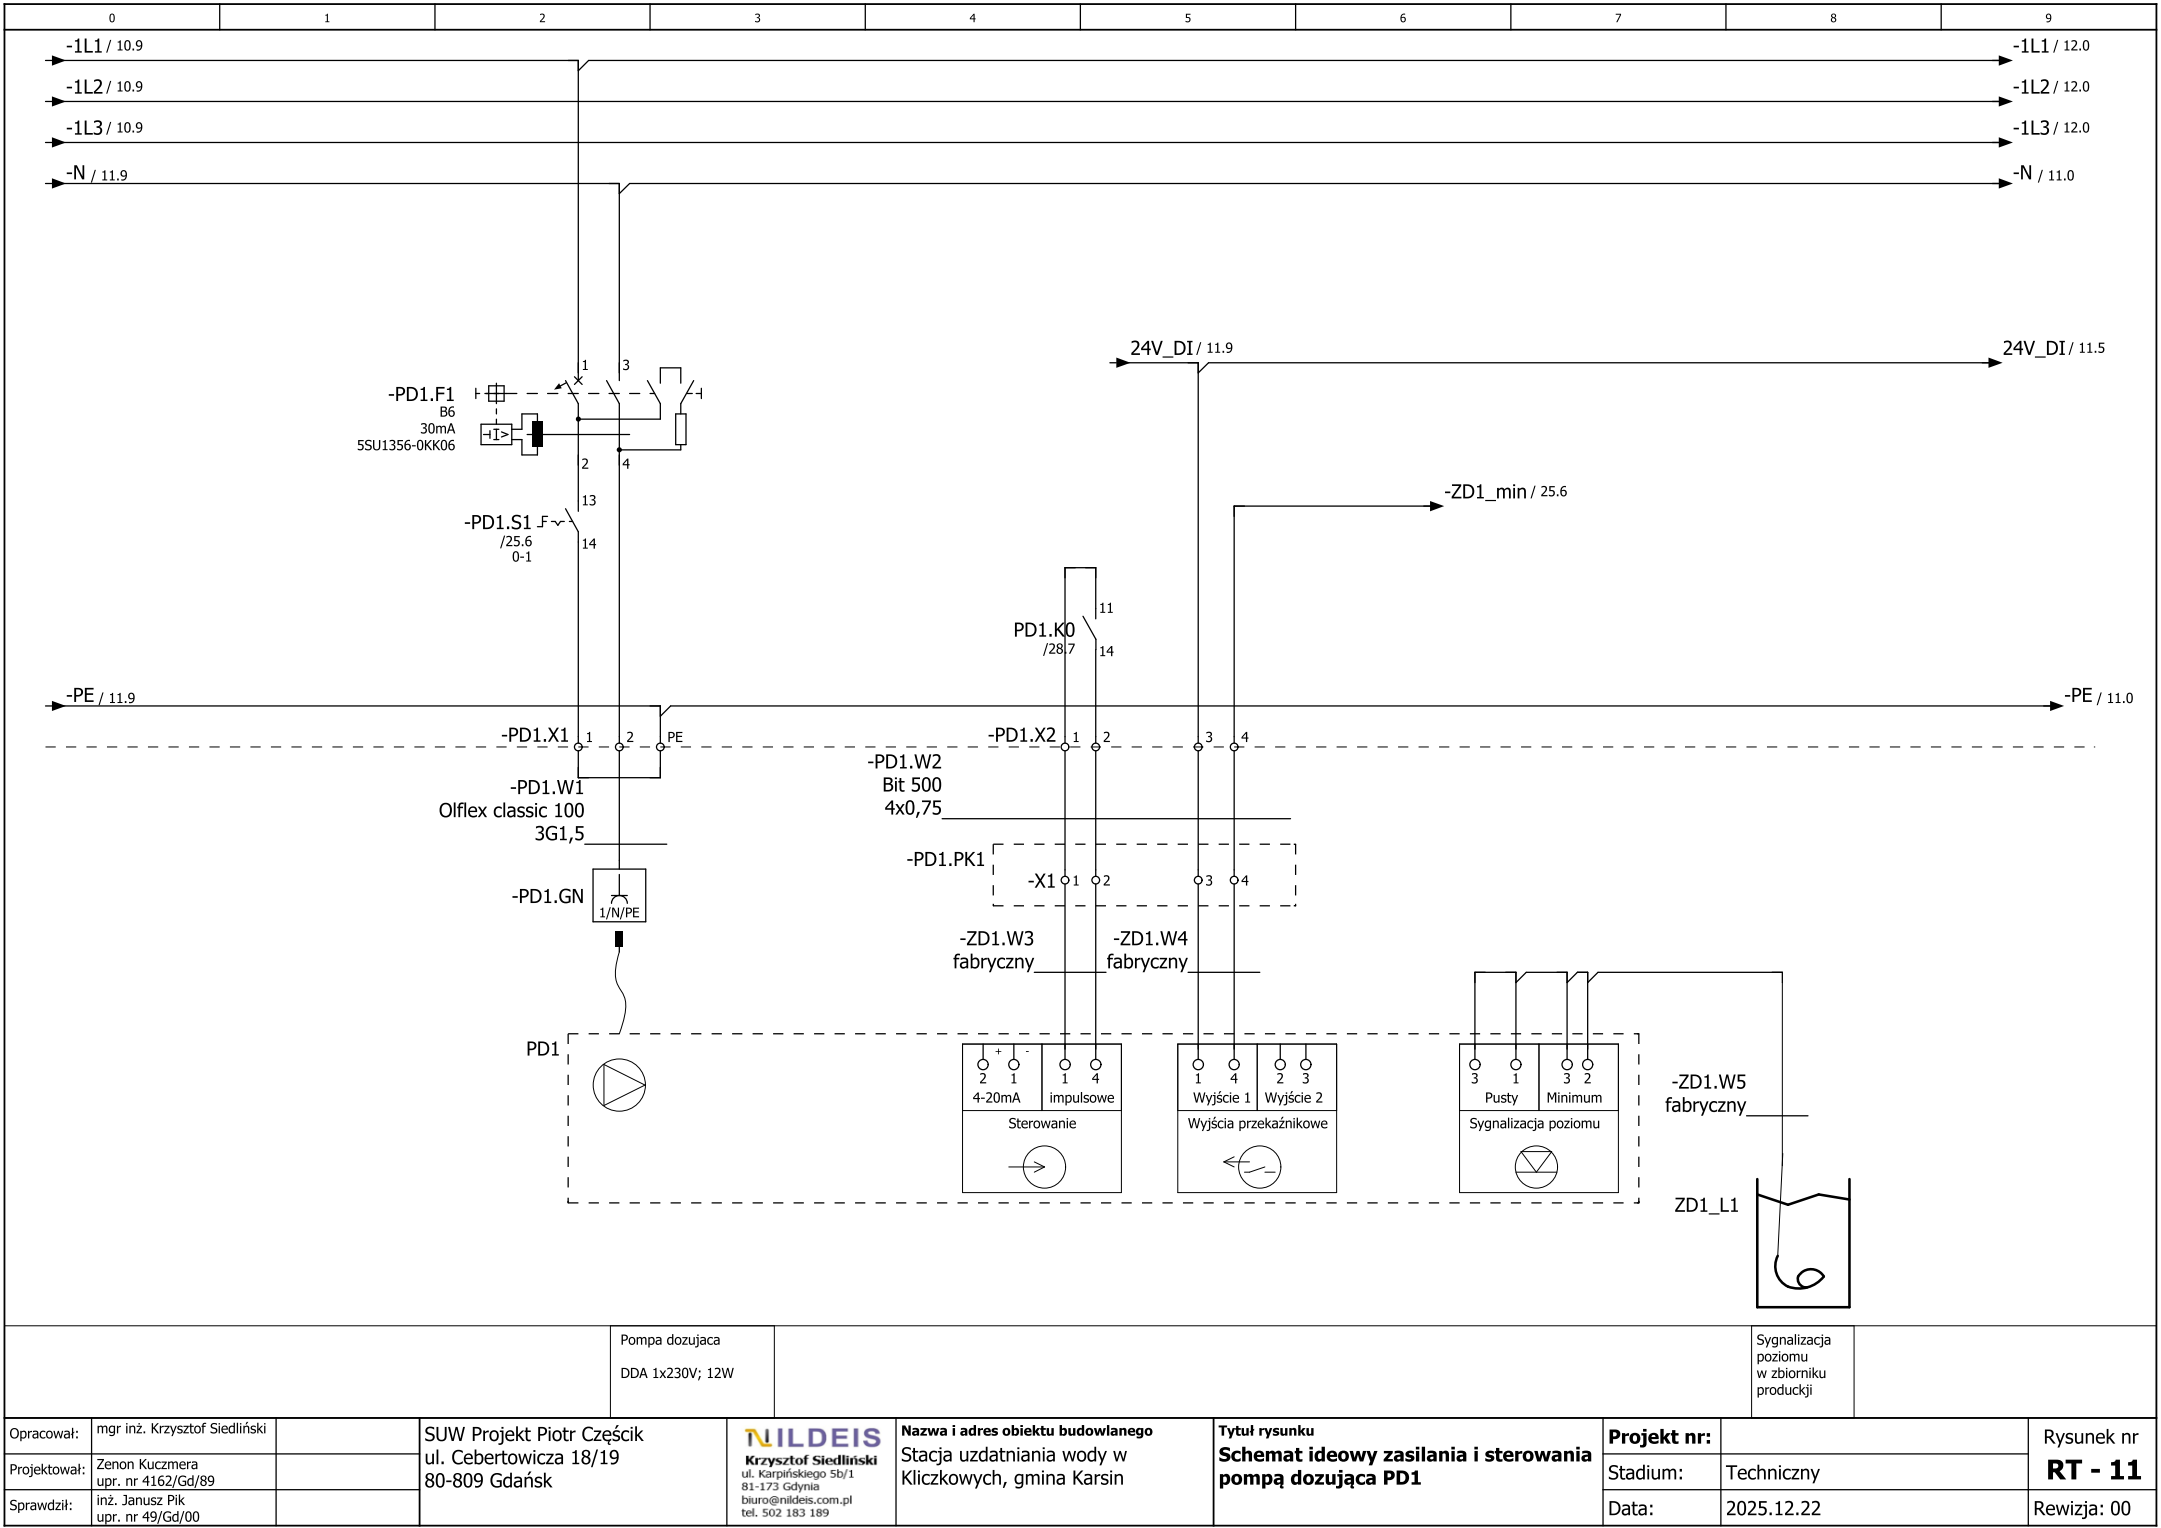 0 1 2 3 4 5 6 7 8 9
-1L1 / 10.9 -1L1 / 12.0
-1L2 / 10.9 -1L2 / 12.0
-1L3 / 10.9 -1L3 / 12.0
-N / 11.9 -N / 11.0
24V_DI / 11.9 24V_DI / 11.5
1 3
-PD1.F1
B6
30mA
5SU1356-0KK06
I>
2 4
-ZD1_min / 25.6
13
-PD1.S1
/25.6
0-1
14
11
PD1.K0
/28.7
14
-PE / 11.9 -PE / 11.0
-PD1.X1 1 2 PE -PD1.X2 1 2 3 4
-PD1.W1
Olflex classic 100
3G1,5
-PD1.W2
Bit 500
4x0,75
-PD1.PK1
-X1 1 2 3 4
-PD1.GN
1/N/PE
-ZD1.W3
fabryczny
-ZD1.W4
fabryczny
PD1
+ -
2 1 1 4
4-20mA impulsowe
Sterowanie
1 4 2 3
Wyjście 1 Wyjście 2
Wyjścia przekaźnikowe
3 1 3 2
Pusty Minimum
Sygnalizacja poziomu
-ZD1.W5
fabryczny
ZD1_L1
Pompa dozujaca
DDA 1x230V; 12W
Sygnalizacja
poziomu
w zbiorniku
produckji
Opracował: mgr inż. Krzysztof Siedliński
Projektował: Zenon Kuczmera
upr. nr 4162/Gd/89
Sprawdził: inż. Janusz Pik
upr. nr 49/Gd/00
SUW Projekt Piotr Częścik
ul. Cebertowicza 18/19
80-809 Gdańsk
NILDEIS
Krzysztof Siedliński
ul. Karpińskiego 5b/1
81-173 Gdynia
biuro@nildeis.com.pl
tel. 502 183 189
Nazwa i adres obiektu budowlanego
Stacja uzdatniania wody w
Kliczkowych, gmina Karsin
Tytuł rysunku
Schemat ideowy zasilania i sterowania
pompą dozująca PD1
Projekt nr:
Stadium: Techniczny
Data: 2025.12.22
Rysunek nr
RT - 11
Rewizja: 00